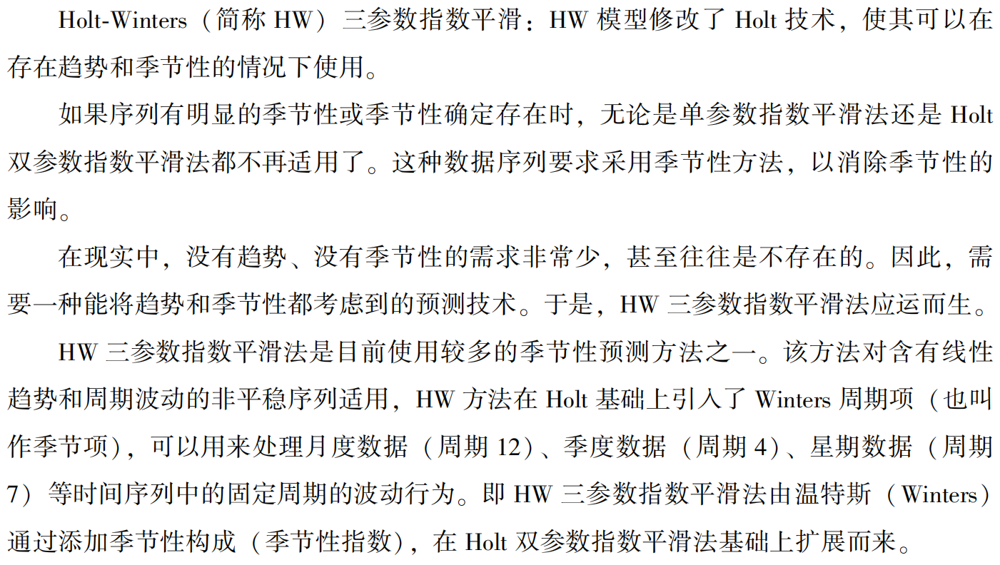 Holt-Winters（简称 HW）三参数指数平滑：HW 模型修改了 Holt 技术，使其可以在
存在趋势和季节性的情况下使用。
如果序列有明显的季节性或季节性确定存在时，无论是单参数指数平滑法还是 Holt
双参数指数平滑法都不再适用了。这种数据序列要求采用季节性方法，以消除季节性的
影响。
在现实中，没有趋势、没有季节性的需求非常少，甚至往往是不存在的。因此，需
要一种能将趋势和季节性都考虑到的预测技术。于是，HW 三参数指数平滑法应运而生。
HW 三参数指数平滑法是目前使用较多的季节性预测方法之一。该方法对含有线性
趋势和周期波动的非平稳序列适用，HW 方法在 Holt 基础上引入了 Winters 周期项（也叫
作季节项），可以用来处理月度数据（周期 12）、季度数据（周期 4）、星期数据（周期
7）等时间序列中的固定周期的波动行为。即 HW 三参数指数平滑法由温特斯（Winters）
通过添加季节性构成（季节性指数），在 Holt 双参数指数平滑法基础上扩展而来。